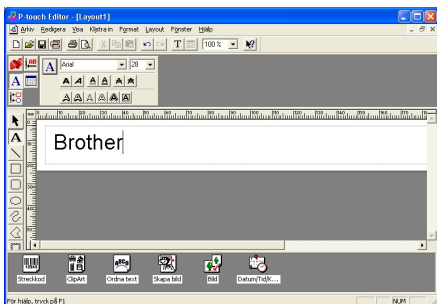 P-touch Editor - [Layout1]
Arkiv Redigera Visa Klistra in Format Layout Fönster Hjälp
100 %
Arial 28
Brother
Streckkod ClipArt Ordna text Skapa bild Bild Datum/Tid/K...
För hjälp, tryck på F1 NUM